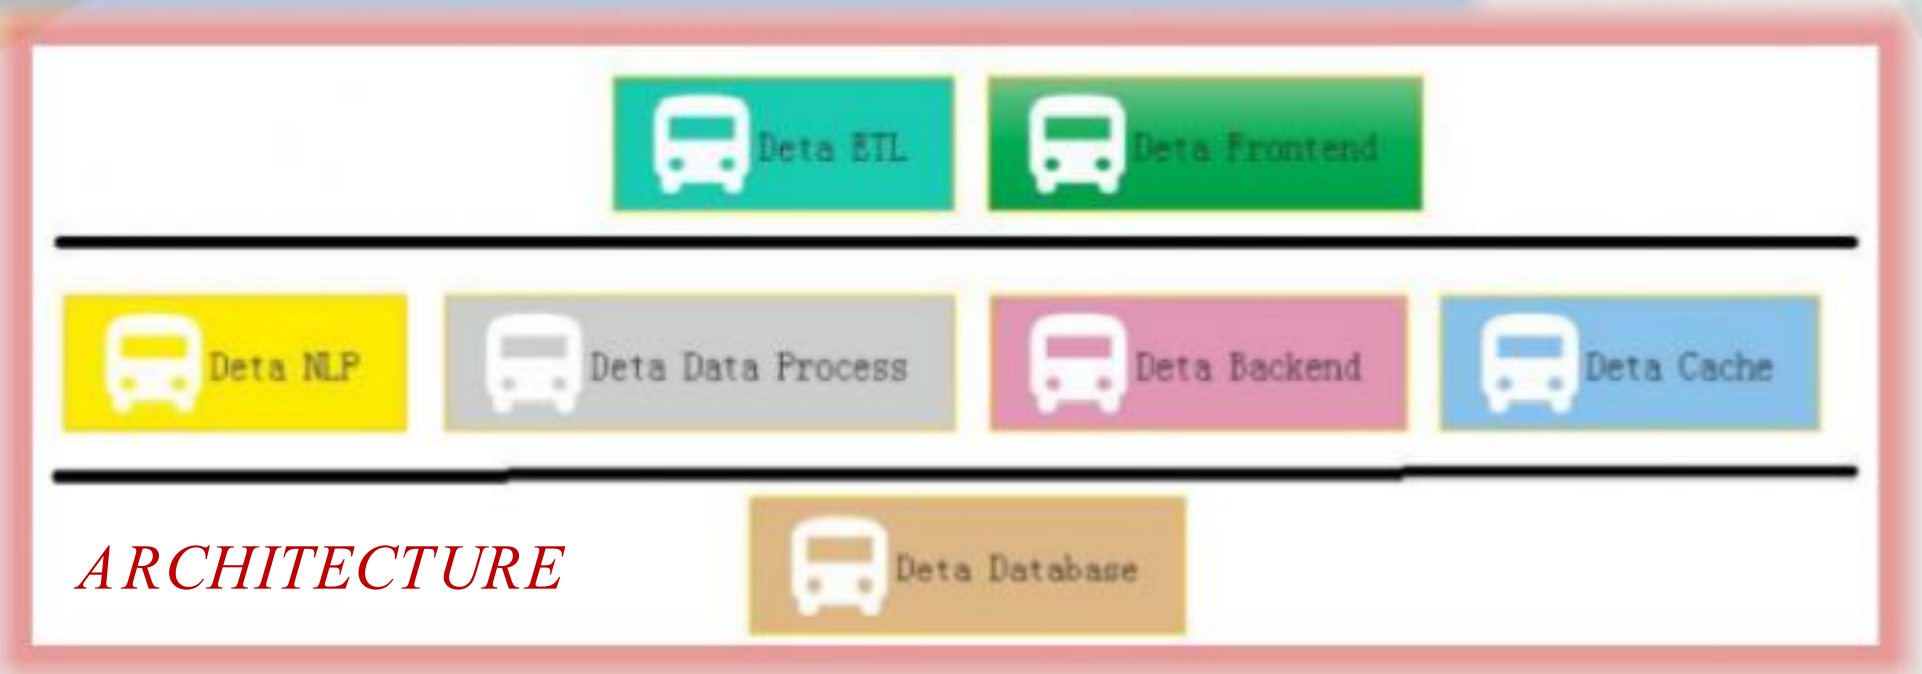 Deta ETL
Deta Frontend
Deta NLP
Deta Data Process
Deta Backend
Deta Cache
ARCHITECTURE
Deta Database